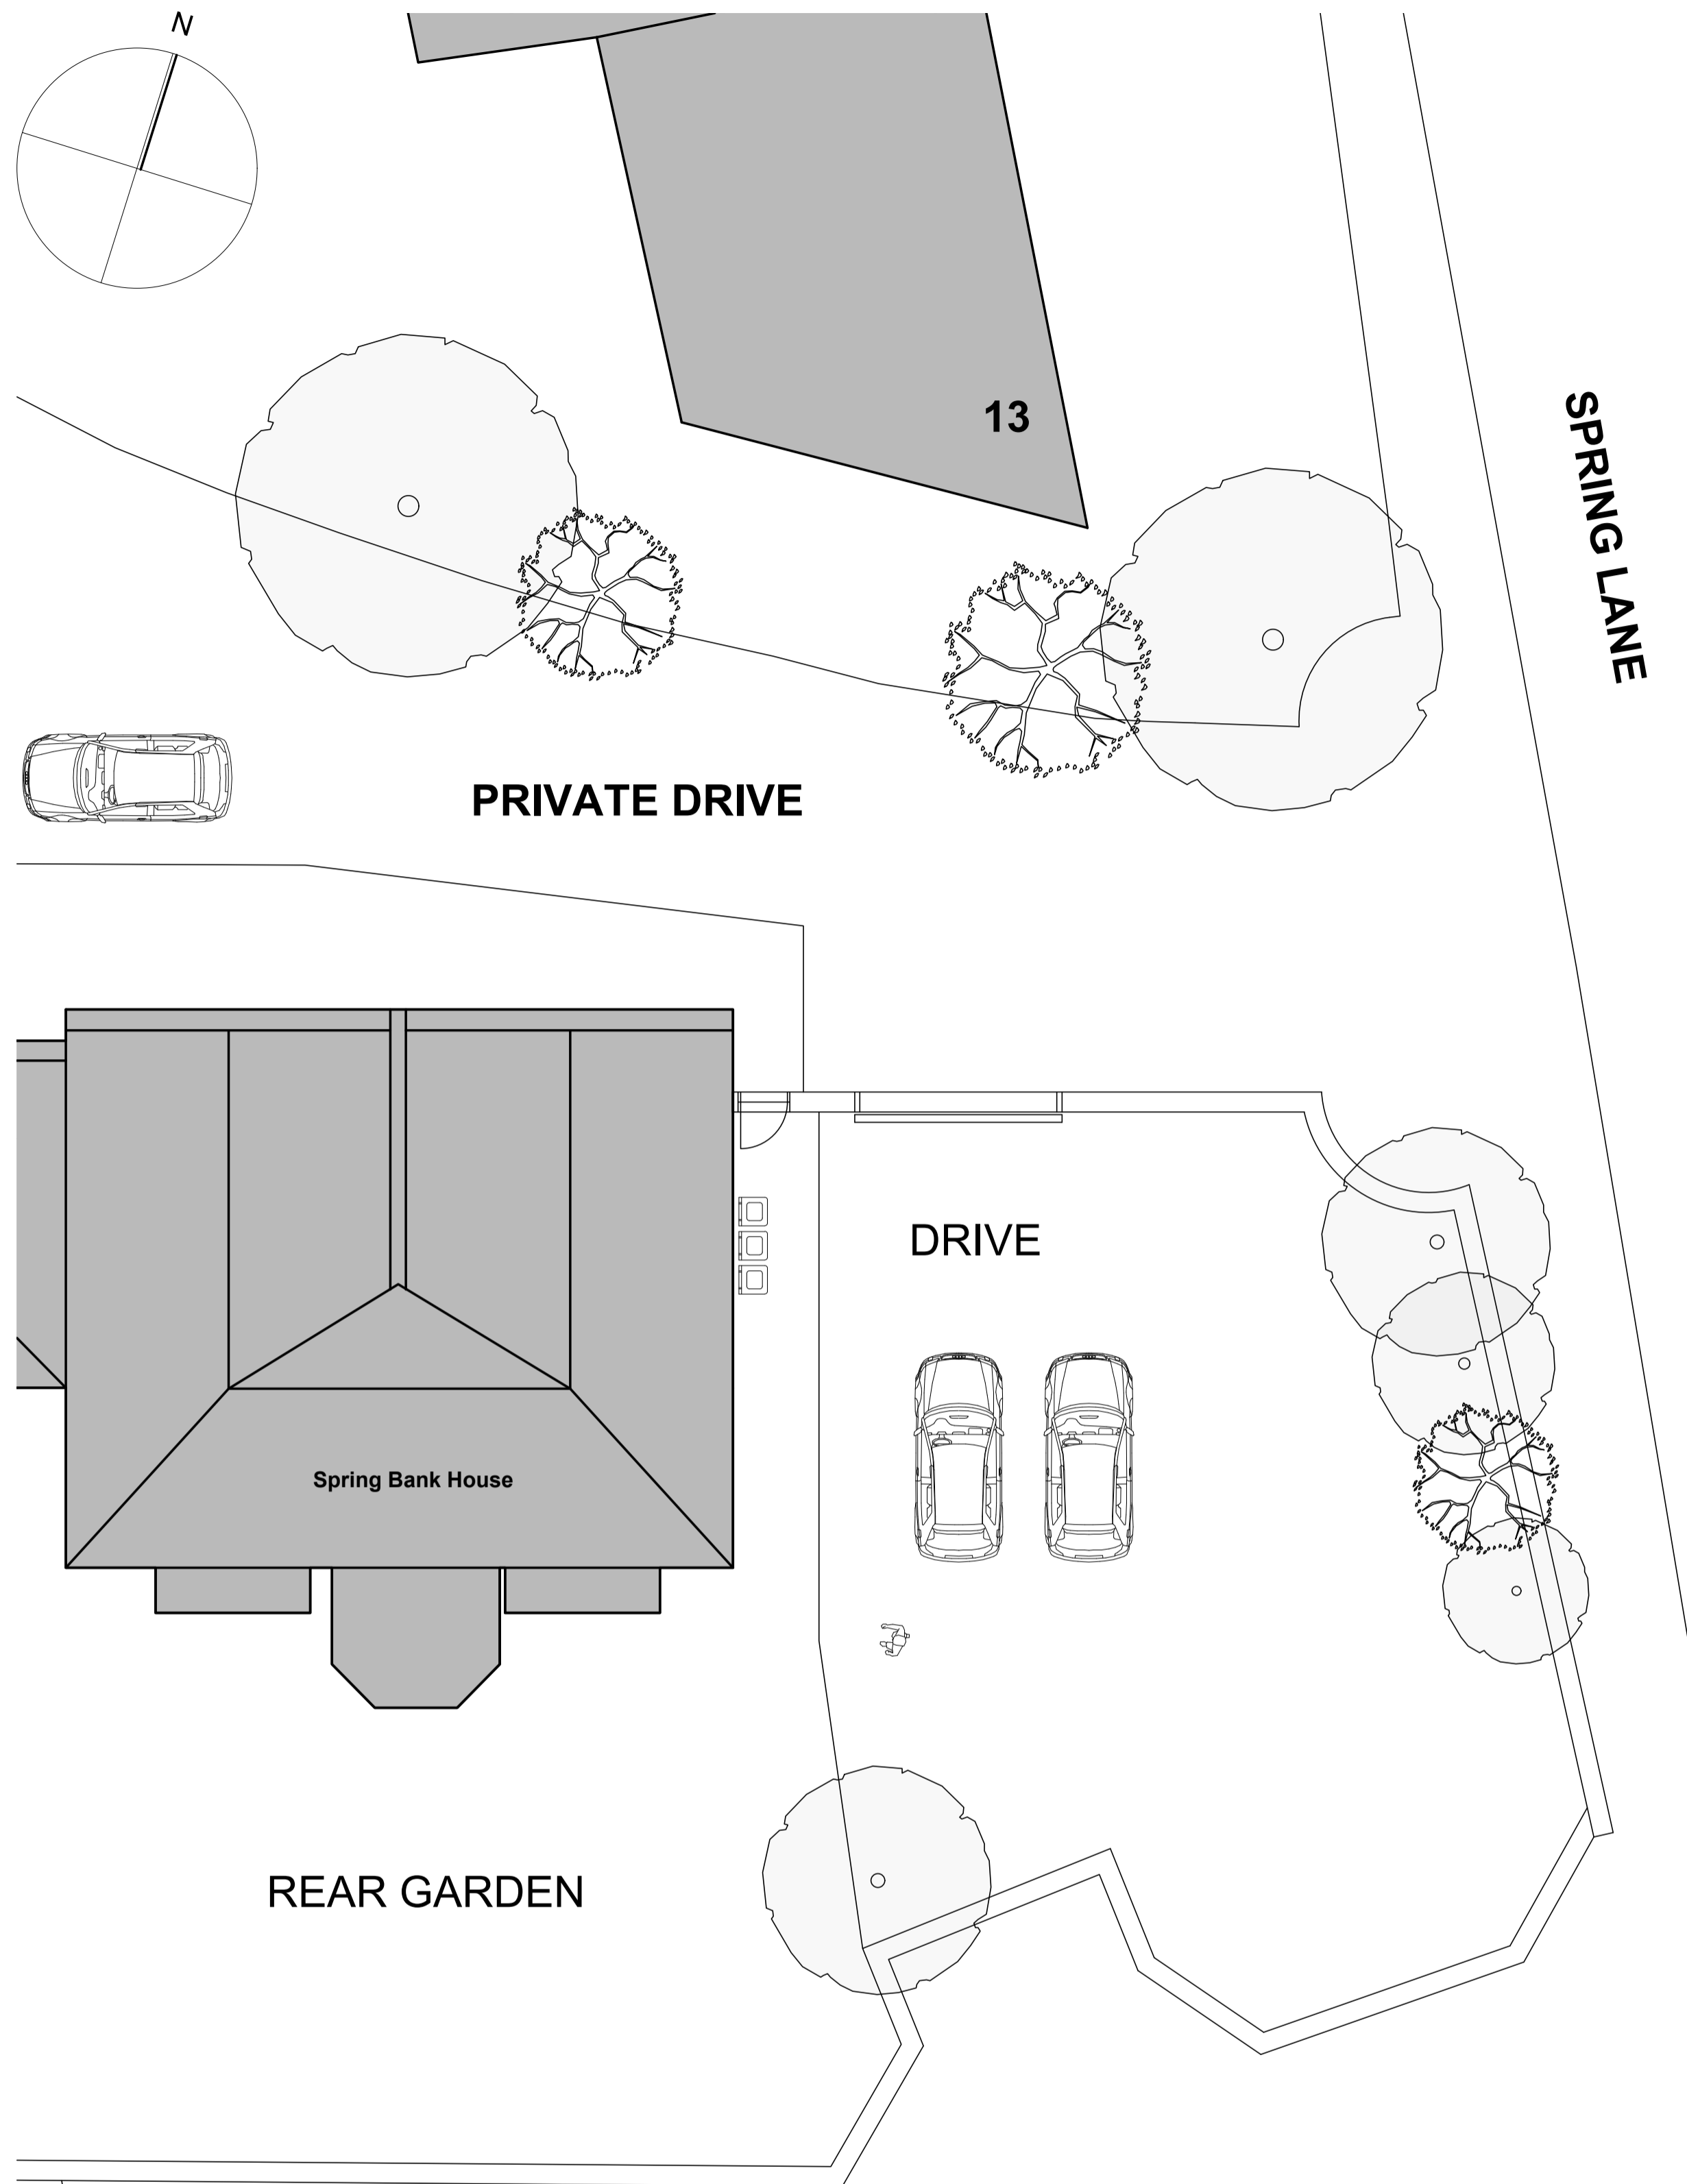 N
13
SPRING LANE
PRIVATE DRIVE
DRIVE
Spring Bank House
REAR GARDEN